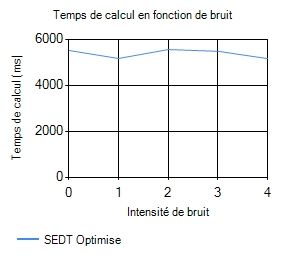 Temps de calcul en fonction de bruit
6000
4000
2000
0
Temps de calcul (ms)
0 1 2 3 4
Intensité de bruit
SEDT Optimise